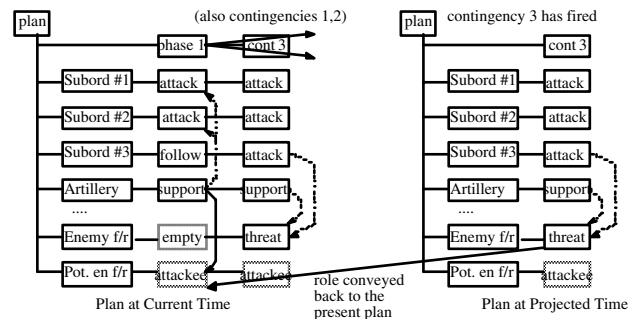 plan (also contingencies 1,2) plan contingency 3 has fired
phase 1 cont 3 cont 3
Subord #1 attack attack Subord #1 attack
Subord #2 attack attack Subord #2 attack
Subord #3 follow attack Subord #3 attack
Artillery support support Artillery support
.... ....
Enemy f/r empty threat Enemy f/r threat
Pot. en f/r attackee attackee Pot. en f/r attackee
role conveyed
back to the
present plan
Plan at Current Time Plan at Projected Time